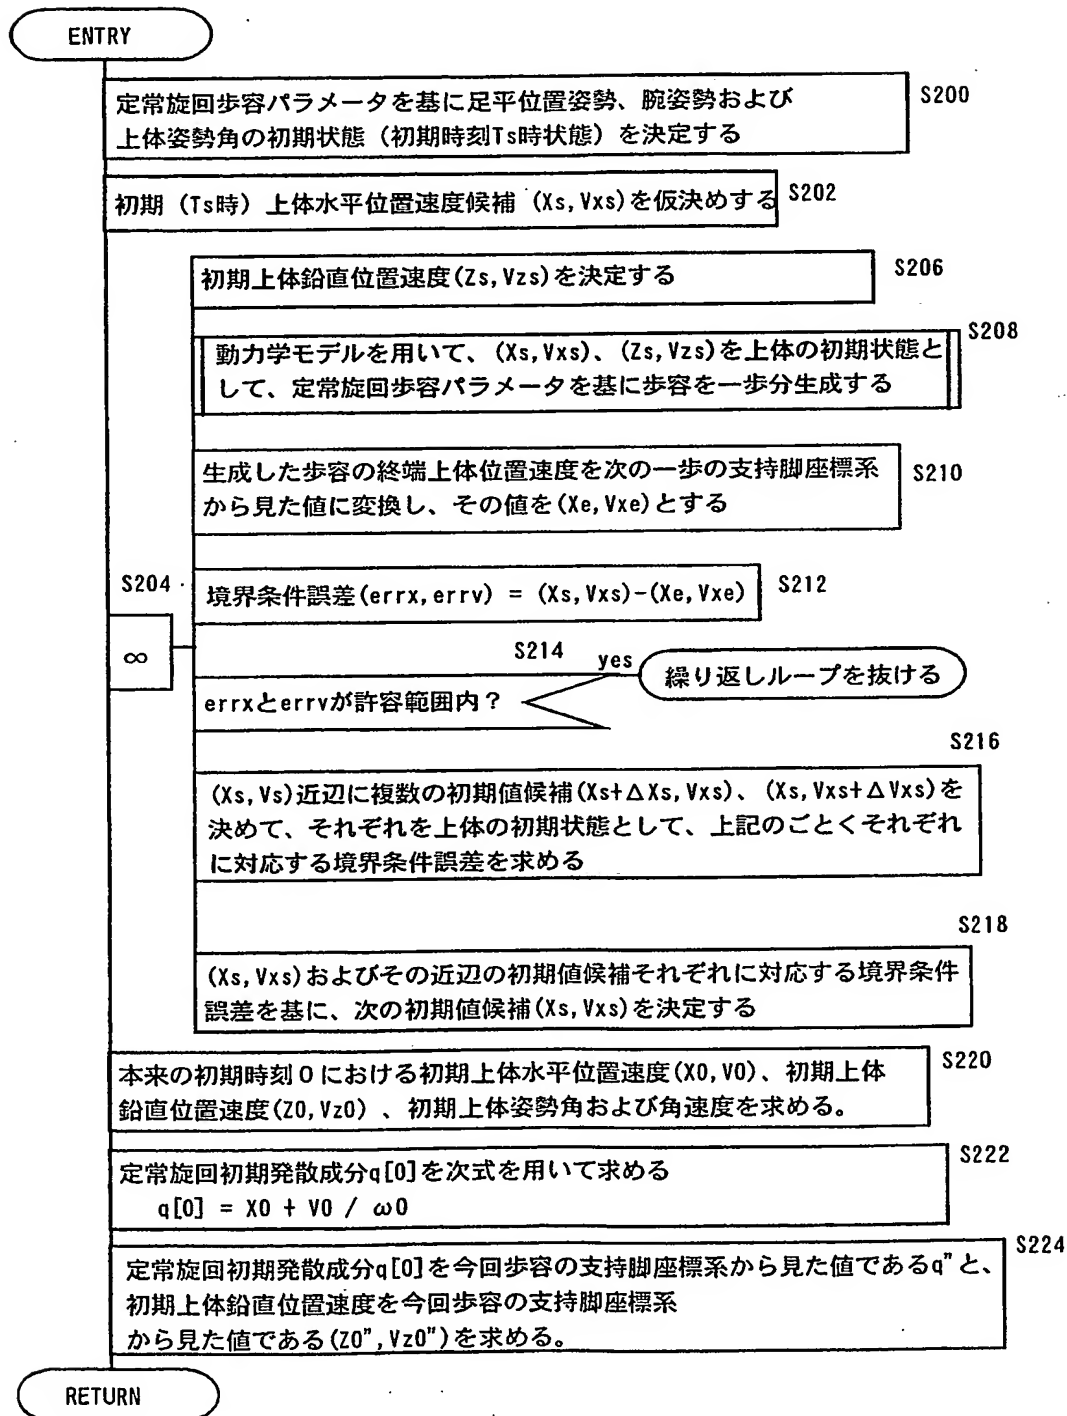 ENTRY
定常旋回歩容パラメータを基に足平位置姿勢、腕姿勢および
上体姿勢角の初期状態（初期時刻Ts時状態）を決定する
S200
初期（Ts時）上体水平位置速度候補 (Xs,Vxs)を仮決めする
S202
初期上体鉛直位置速度(Zs,Vzs)を決定する
S206
S208
動力学モデルを用いて、(Xs,Vxs)、(Zs,Vzs)を上体の初期状態と
して、定常旋回歩容パラメータを基に歩容を一歩分生成する
生成した歩容の終端上体位置速度を次の一歩の支持脚座標系
から見た値に変換し、その値を(Xe,Vxe)とする
S210
S204
∞
境界条件誤差(errx,errv) = (Xs,Vxs)-(Xe,Vxe)
S212
S214
yes
繰り返しループを抜ける
errxとerrvが許容範囲内？
S216
(Xs,Vs)近辺に複数の初期値候補(Xs+ΔXs,Vxs)、(Xs,Vxs+ΔVxs)を
決めて、それぞれを上体の初期状態として、上記のごとくそれぞれ
に対応する境界条件誤差を求める
S218
(Xs,Vxs)およびその近辺の初期値候補それぞれに対応する境界条件
誤差を基に、次の初期値候補(Xs,Vxs)を決定する
本来の初期時刻0における初期上体水平位置速度(X0,V0)、初期上体
鉛直位置速度(Z0,Vz0)、初期上体姿勢角および角速度を求める。
S220
定常旋回初期発散成分q[0]を次式を用いて求める
q[0] = X0 + V0 / ω0
S222
S224
定常旋回初期発散成分q[0]を今回歩容の支持脚座標系から見た値であるq"と、
初期上体鉛直位置速度を今回歩容の支持脚座標系
から見た値である(Z0",Vz0")を求める。
RETURN